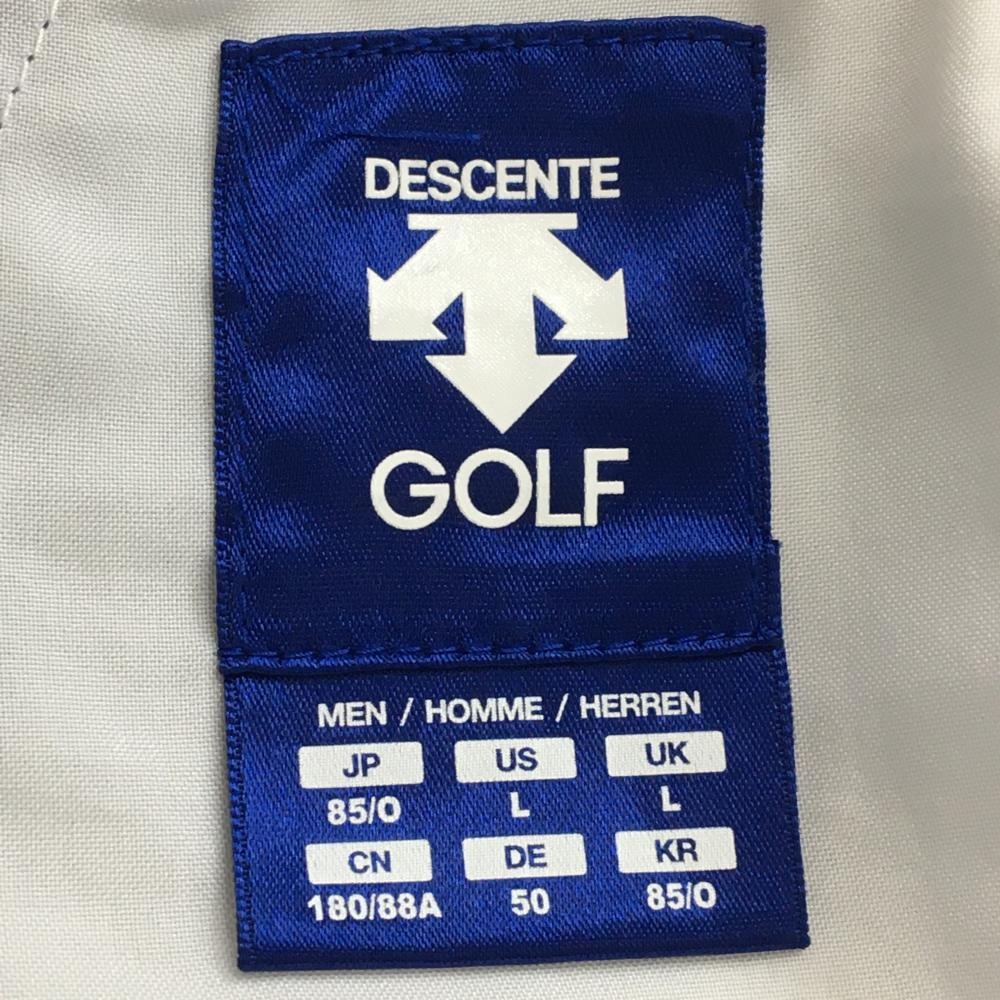 DESCENTE
GOLF
MEN / HOMME / HERREN
JP US UK
85/O L L
CN DE KR
180/88A 50 85/O